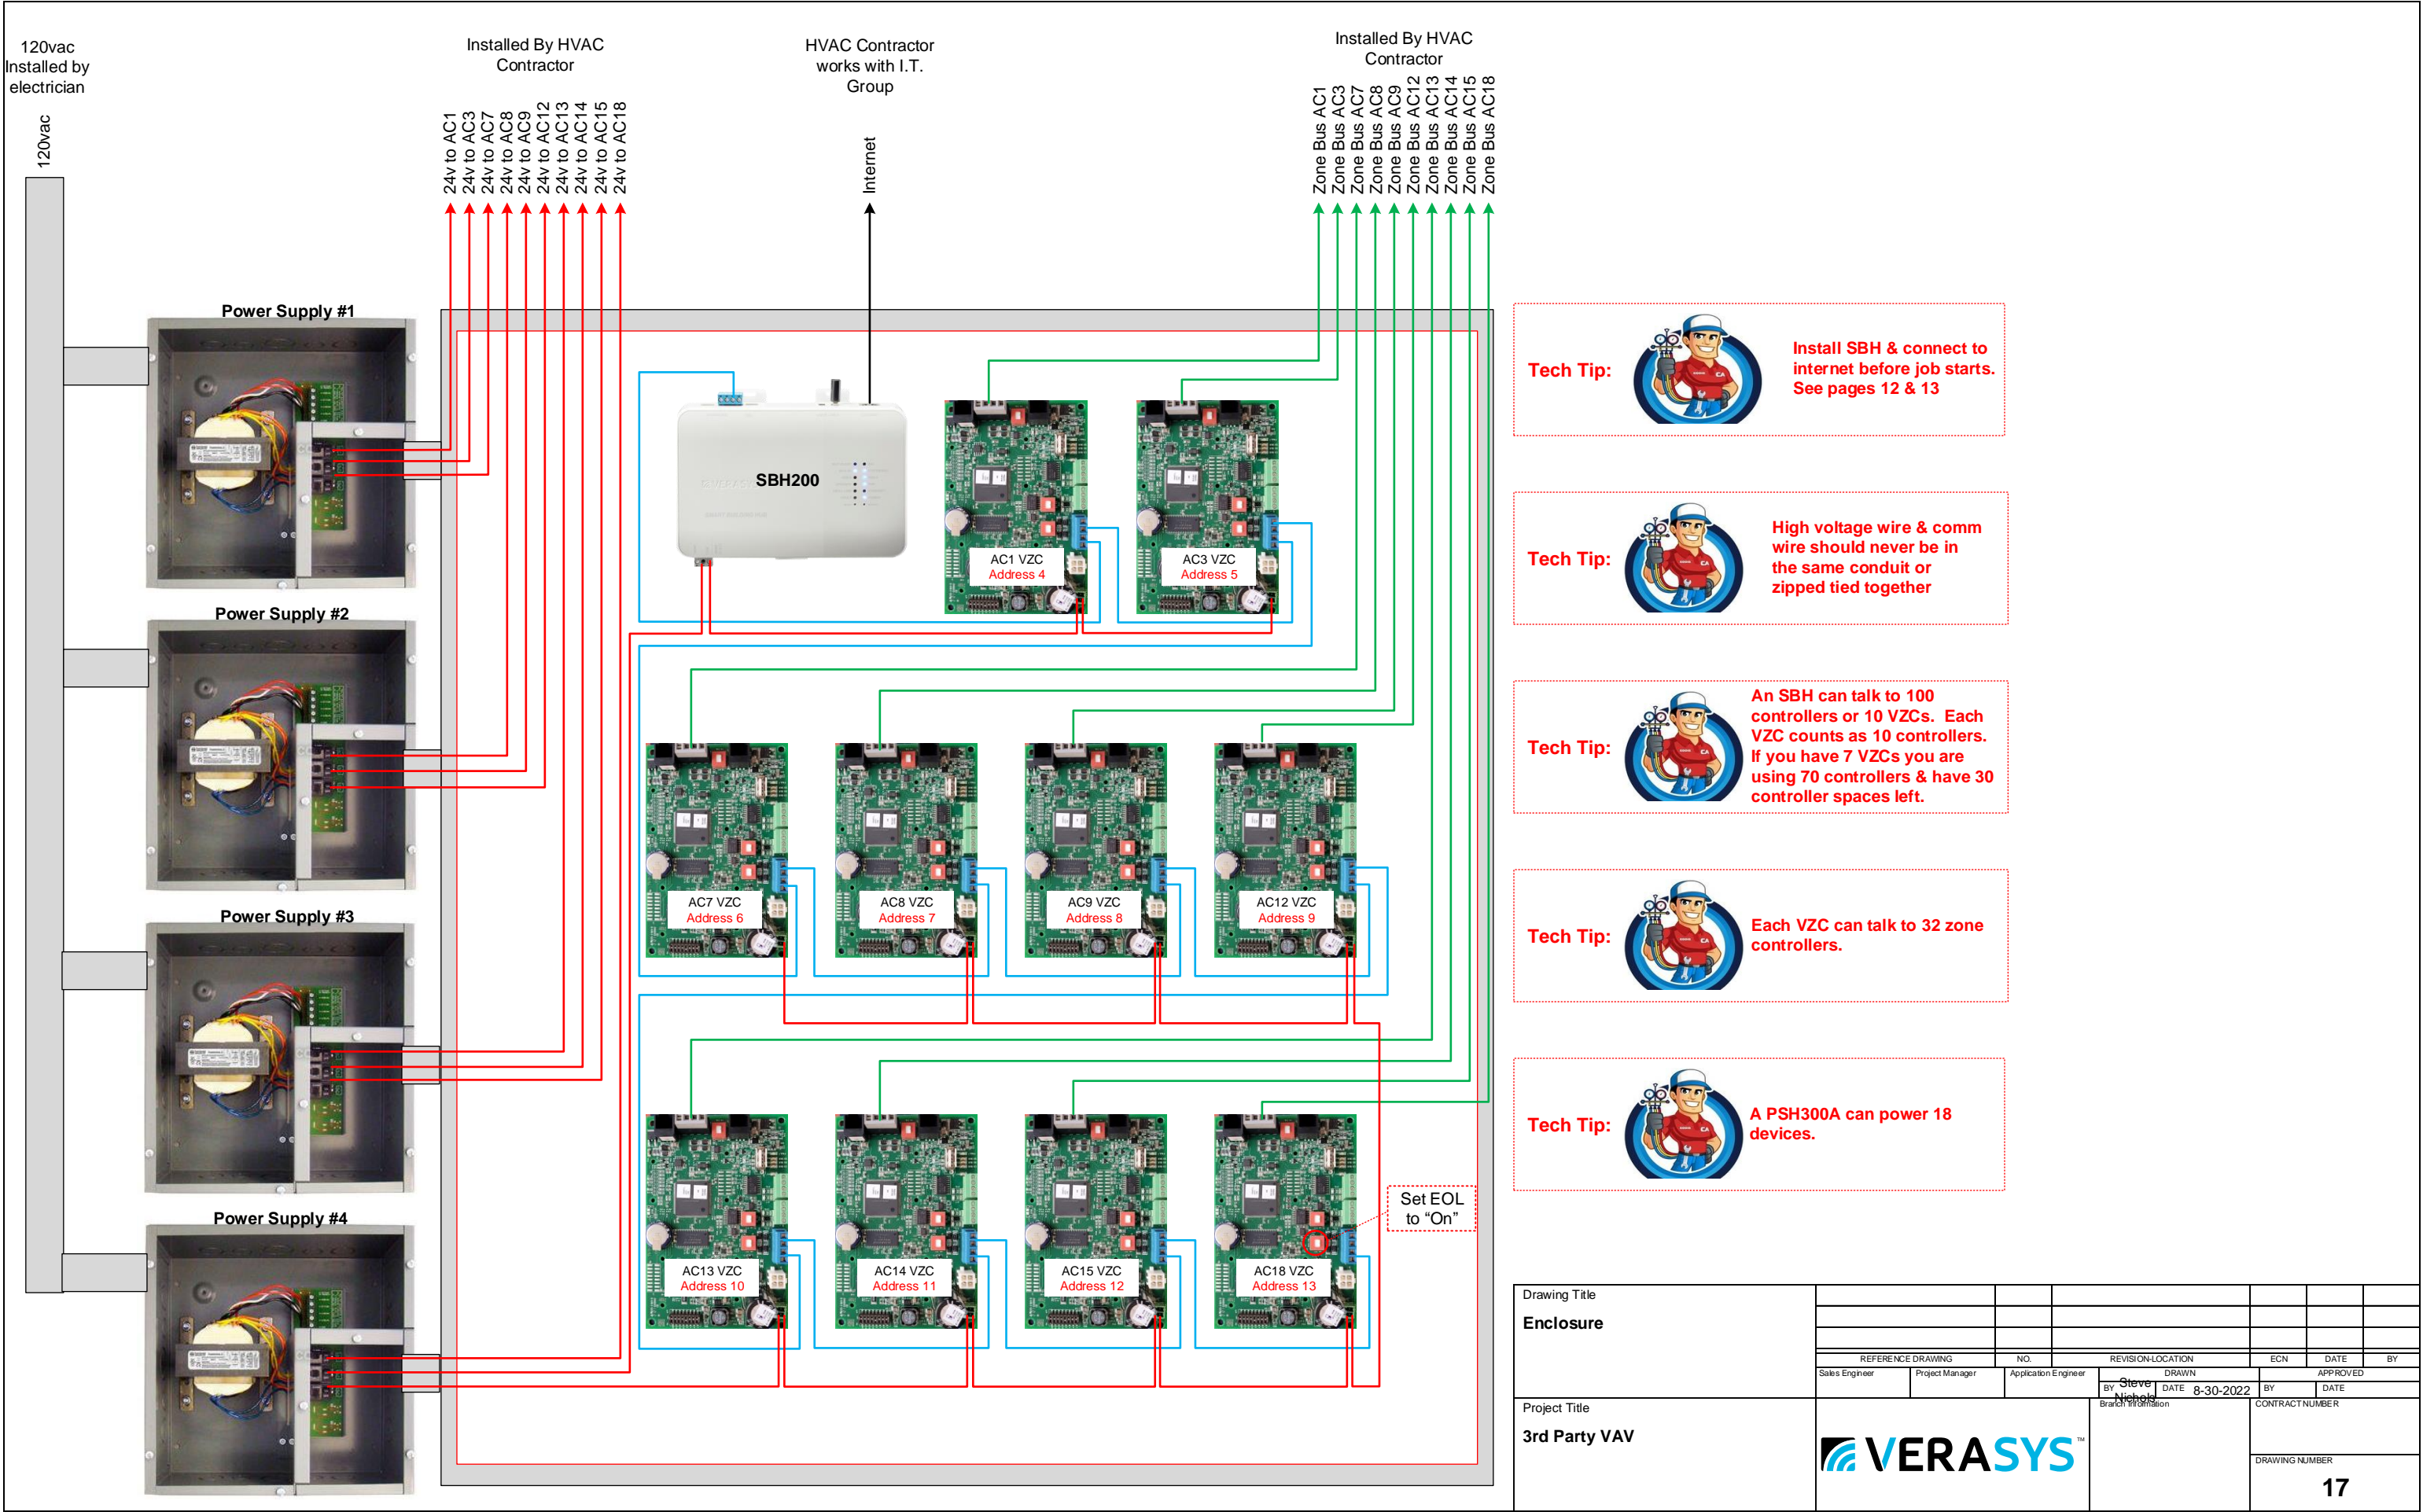 120vac
Installed by
electrician
120vac
Installed By HVAC
Contractor
24v to AC1
24v to AC3
24v to AC7
24v to AC8
24v to AC9
24v to AC12
24v to AC13
24v to AC14
24v to AC15
24v to AC18
HVAC Contractor
works with I.T.
Group
Internet
Installed By HVAC
Contractor
Zone Bus AC1
Zone Bus AC3
Zone Bus AC7
Zone Bus AC8
Zone Bus AC9
Zone Bus AC12
Zone Bus AC13
Zone Bus AC14
Zone Bus AC15
Zone Bus AC18
Power Supply #1
Power Supply #2
Power Supply #3
Power Supply #4
SBH200
AC1 VZC
Address 4
AC3 VZC
Address 5
AC7 VZC
Address 6
AC8 VZC
Address 7
AC9 VZC
Address 8
AC12 VZC
Address 9
AC13 VZC
Address 10
AC14 VZC
Address 11
AC15 VZC
Address 12
AC18 VZC
Address 13
Set EOL
to “On”
Tech Tip:
Install SBH & connect to
internet before job starts.
See pages 12 & 13
Tech Tip:
High voltage wire & comm
wire should never be in
the same conduit or
zipped tied together
Tech Tip:
An SBH can talk to 100
controllers or 10 VZCs. Each
VZC counts as 10 controllers.
If you have 7 VZCs you are
using 70 controllers & have 30
controller spaces left.
Tech Tip:
Each VZC can talk to 32 zone
controllers.
Tech Tip:
A PSH300A can power 18
devices.
Drawing Title
Enclosure
REFERENCE DRAWING NO. REVISION-LOCATION ECN DATE BY
Sales Engineer Project Manager Application Engineer DRAWN APPROVED
BY Steve Nichols DATE 8-30-2022 BY DATE
Project Title
3rd Party VAV
VERASYS™
Branch Information
CONTRACT NUMBER
DRAWING NUMBER
17